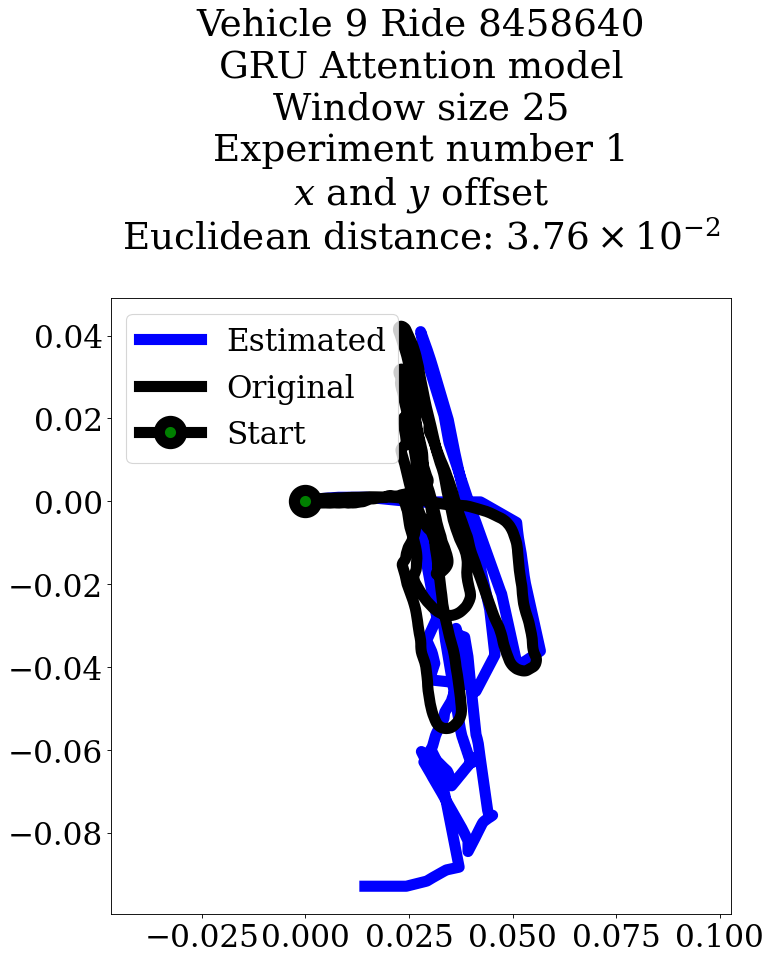 Vehicle 9 Ride 8458640
GRU Attention model
Window size 25
Experiment number 1
x and y offset
Euclidean distance: 3.76 × 10⁻²
Estimated
Original
Start
0.04
0.02
0.00
−0.02
−0.04
−0.06
−0.08
−0.025 0.000 0.025 0.050 0.075 0.100